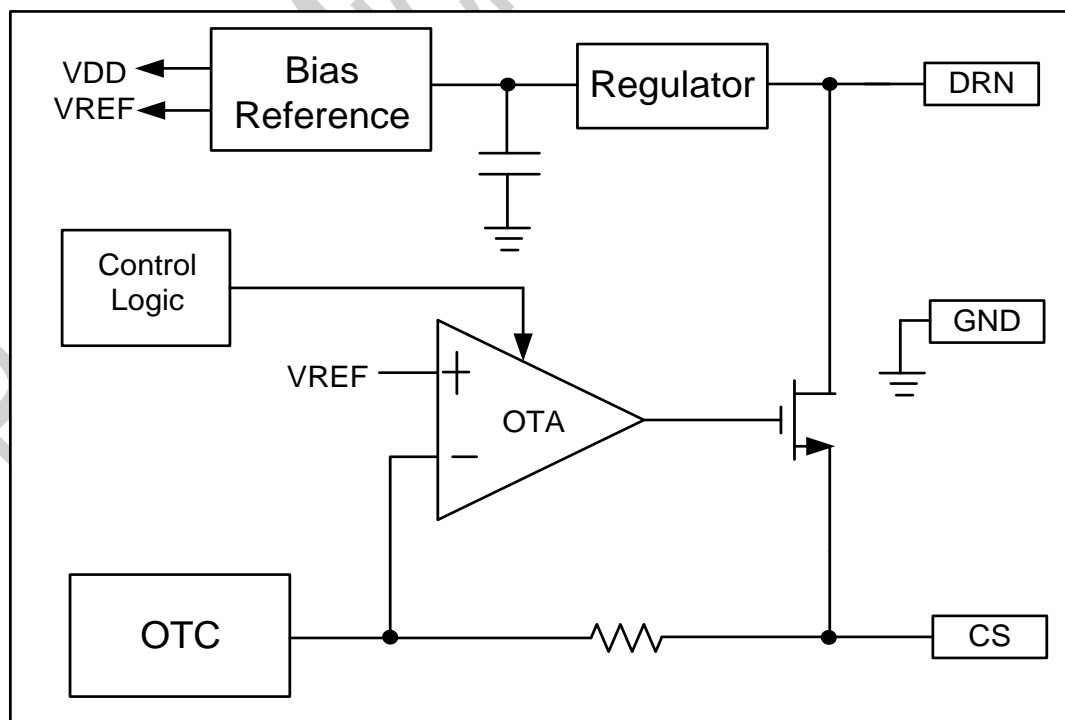 VDD
VREF
Bias
Reference
Regulator
DRN
Control
Logic
GND
VREF
+
OTA
−
OTC
CS